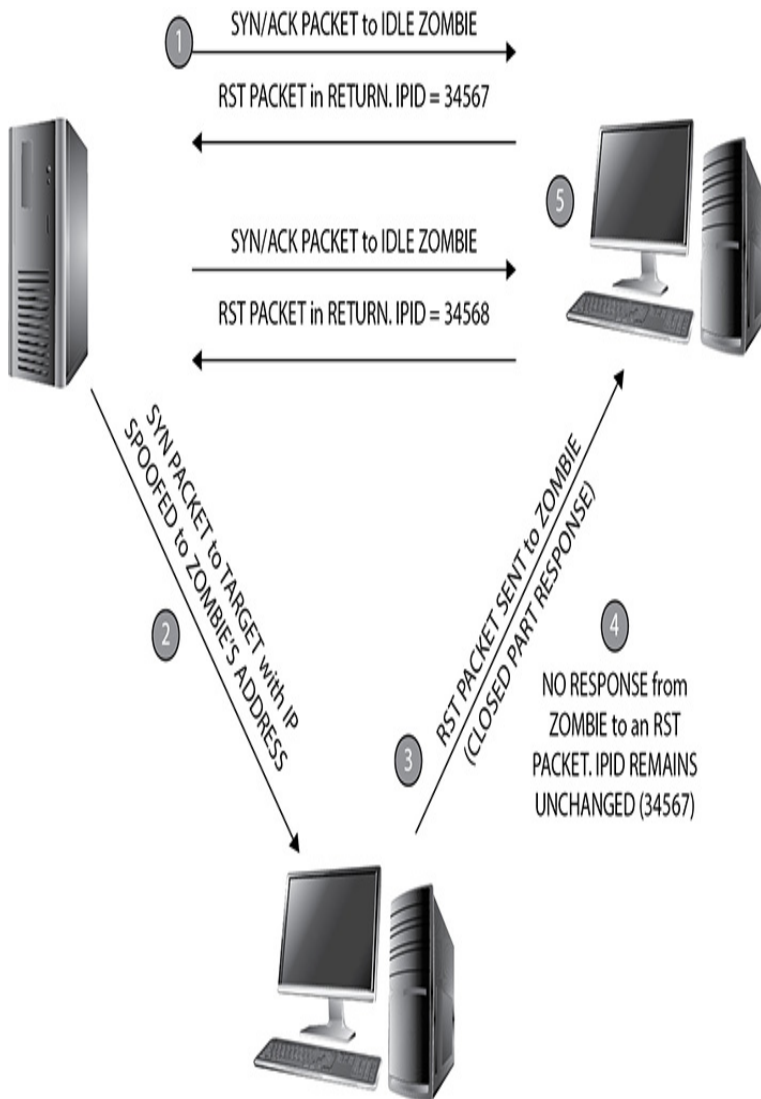 1
SYN/ACK PACKET to IDLE ZOMBIE
RST PACKET in RETURN. IPID = 34567
5
SYN/ACK PACKET to IDLE ZOMBIE
RST PACKET in RETURN. IPID = 34568
SYN PACKET to TARGET with IP
SPOOFED to ZOMBIE'S ADDRESS
2
RST PACKET SENT to ZOMBIE
(CLOSED PART RESPONSE)
3
4
NO RESPONSE from
ZOMBIE to an RST
PACKET. IPID REMAINS
UNCHANGED (34567)